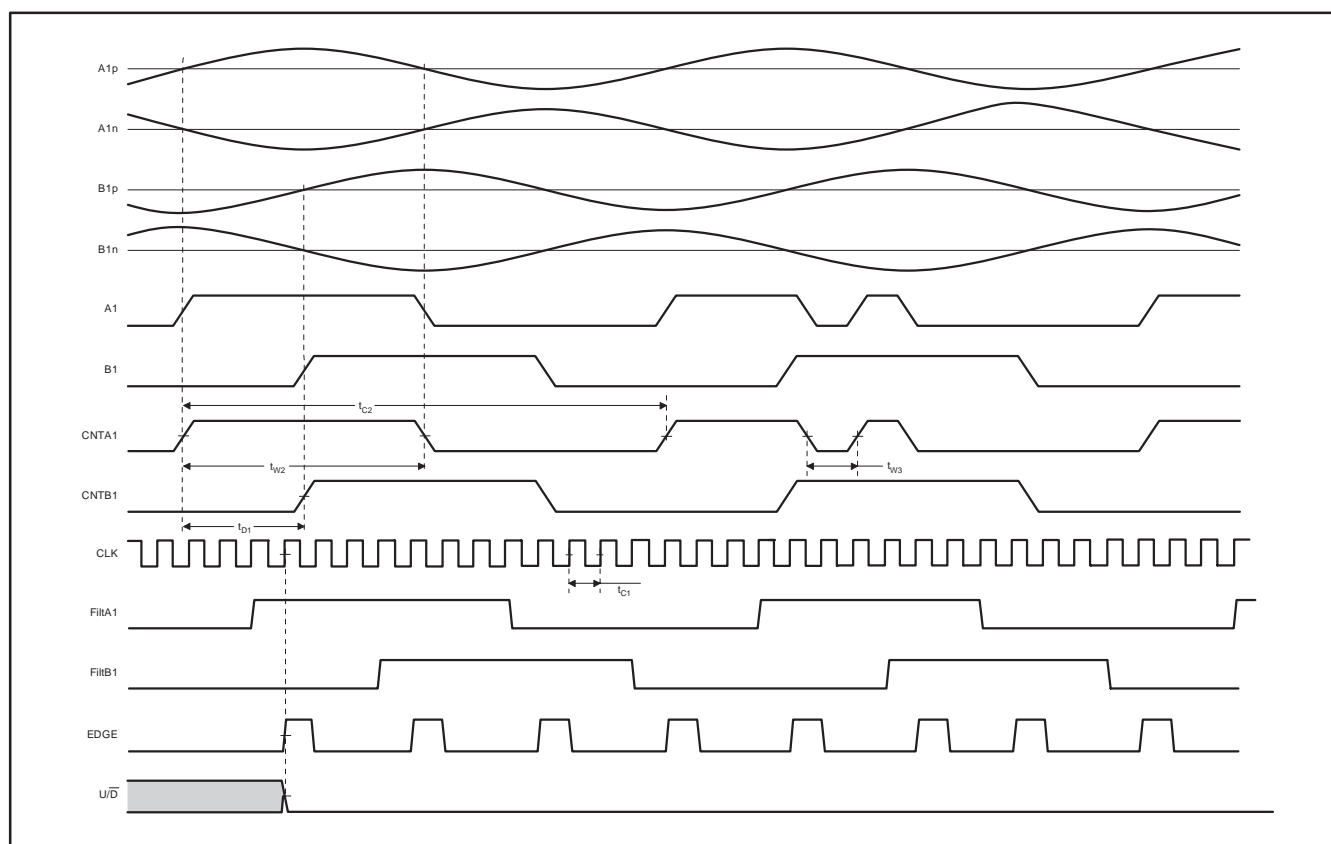 A1p
A1n
B1p
B1n
A1
B1
tC2
CNTA1
tW2
tW3
CNTB1
tD1
CLK
tC1
FiltA1
FiltB1
EDGE
U/D̅